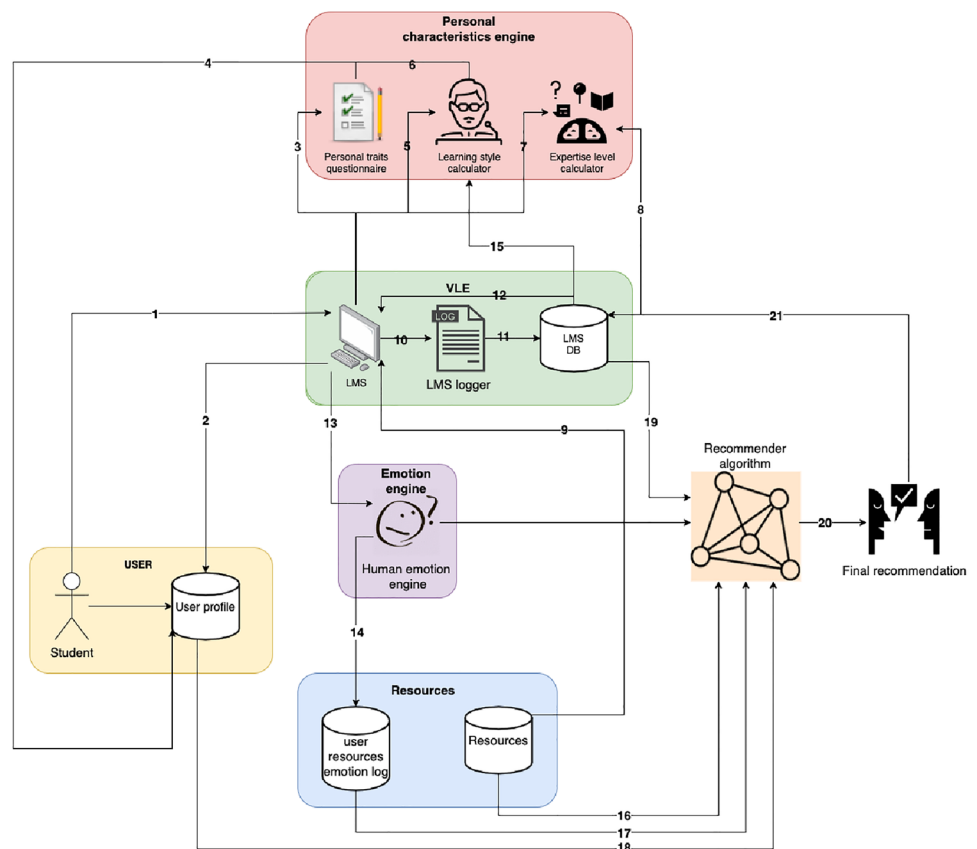 Personal
characteristics engine
4
6
?
3
5
7
Personal traits
questionnaire
Learning style
calculator
Expertise level
calculator
8
15
VLE
12
1
21
LOG
10
11
LMS
DB
LMS
LMS logger
2
13
9
19
Recommender
algorithm
Emotion
engine
?
20
Final recommendation
USER
Human emotion
engine
User profile
Student
14
Resources
user
resources
emotion log
Resources
16
17
18